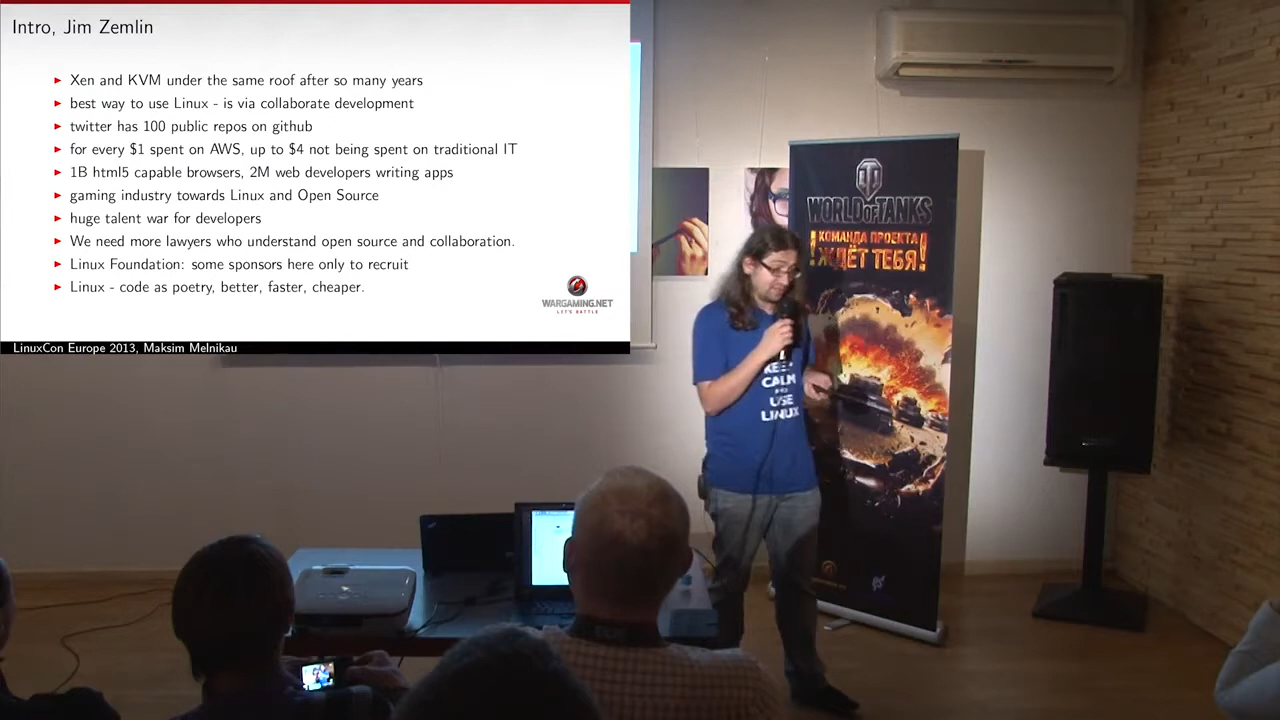 Intro, Jim Zemlin
Xen and KVM under the same roof after so many years
best way to use Linux - is via collaborate development
twitter has 100 public repos on github
for every $1 spent on AWS, up to $4 not being spent on traditional IT
1B html5 capable browsers, 2M web developers writing apps
gaming industry towards Linux and Open Source
huge talent war for developers
We need more lawyers who understand open source and collaboration.
Linux Foundation: some sponsors here only to recruit
Linux - code as poetry, better, faster, cheaper.
WARGAMING.NET
LET'S BATTLE
LinuxCon Europe 2013, Maksim Melnikau
WORLD OF TANKS
КОМАНДА ПРОЕКТА
ЖДЁТ ТЕБЯ!
KEEP
CALM
AND
USE
LINUX